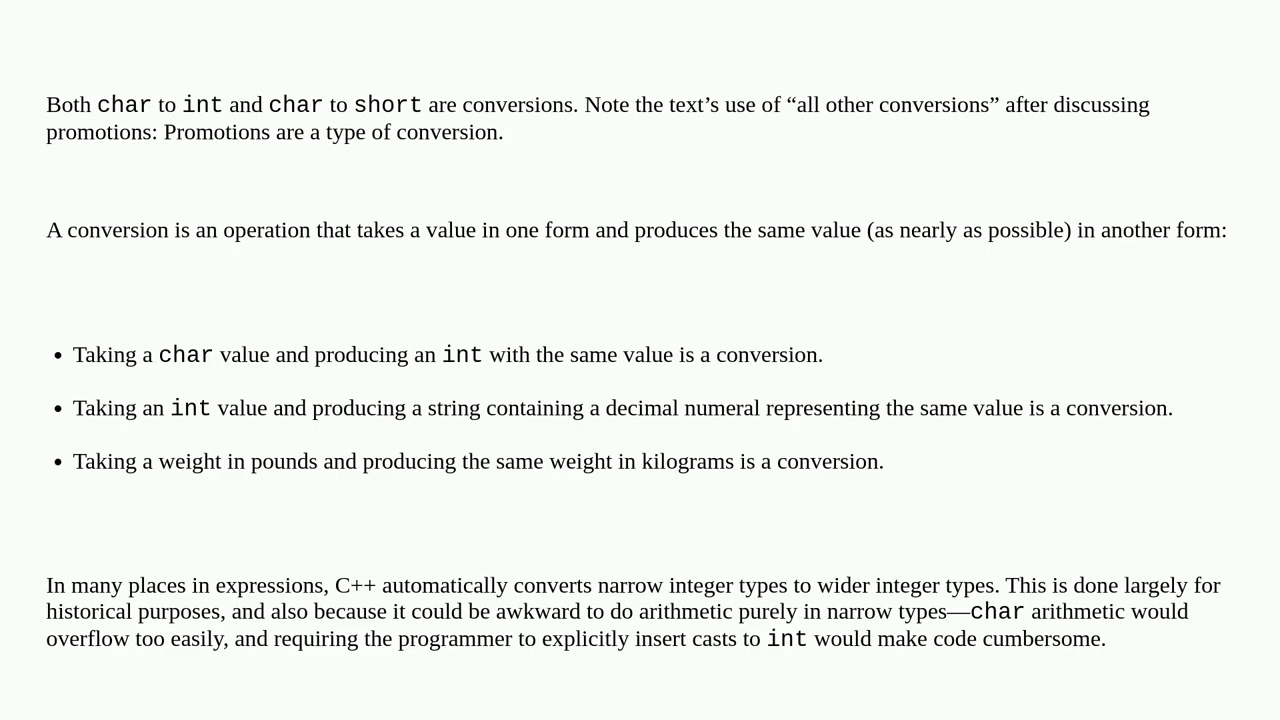 Both char to int and char to short are conversions. Note the text’s use of “all other conversions” after discussing
promotions: Promotions are a type of conversion.
A conversion is an operation that takes a value in one form and produces the same value (as nearly as possible) in another form:
• Taking a char value and producing an int with the same value is a conversion.
• Taking an int value and producing a string containing a decimal numeral representing the same value is a conversion.
• Taking a weight in pounds and producing the same weight in kilograms is a conversion.
In many places in expressions, C++ automatically converts narrow integer types to wider integer types. This is done largely for
historical purposes, and also because it could be awkward to do arithmetic purely in narrow types—char arithmetic would
overflow too easily, and requiring the programmer to explicitly insert casts to int would make code cumbersome.